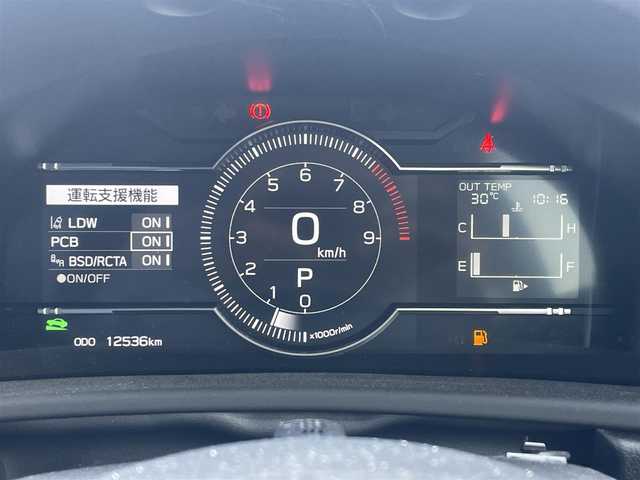 運転支援機能
LDW ON
PCB ON
BSD/RCTA ON
●ON/OFF
ODO 12536km
0
1
2
3
4
5
6
7
8
9
0
km/h
P
×1000r/min
OUT TEMP
30℃ 10:16
C H
E F